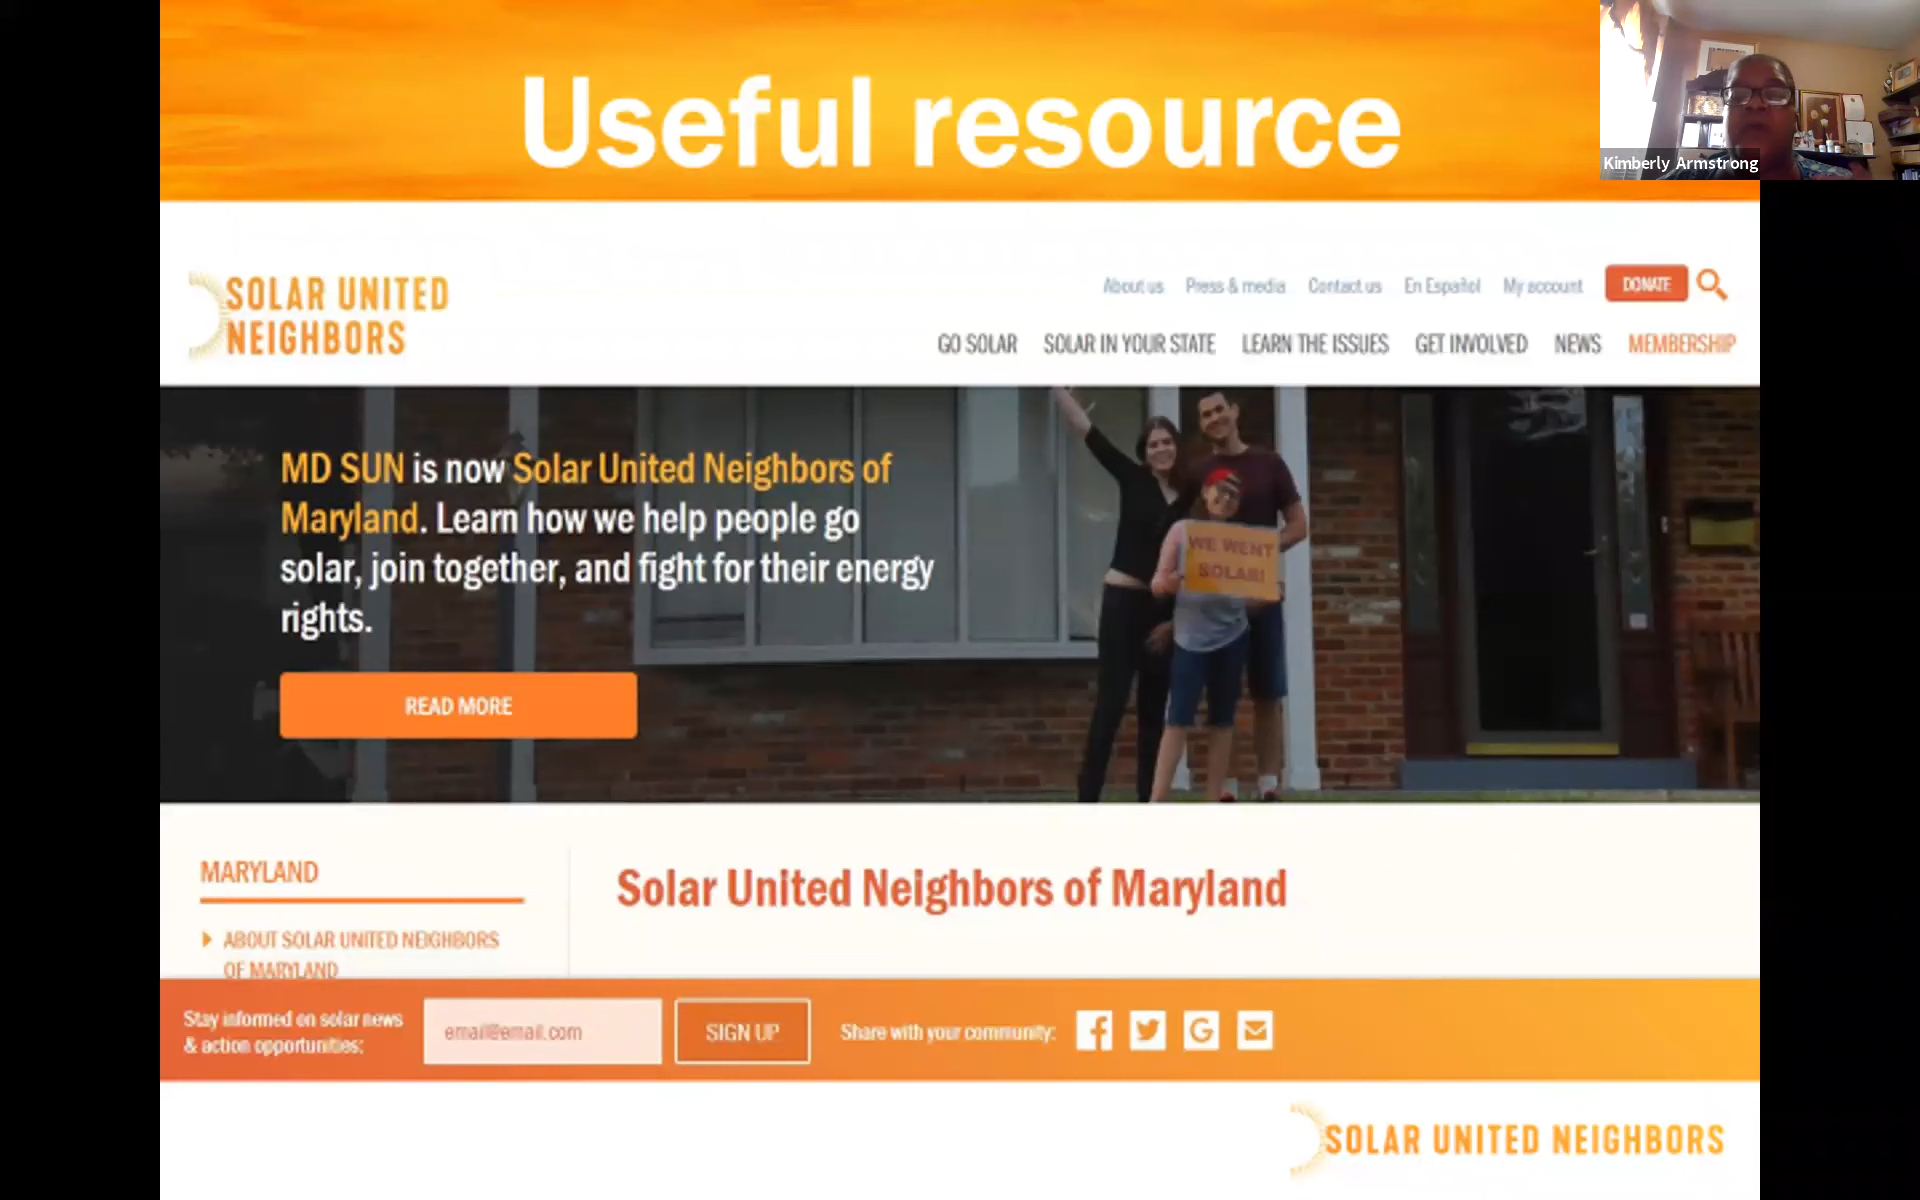 Useful resource
Kimberly Armstrong
SOLAR UNITED
NEIGHBORS
About us Press & media Contact us En Español My account DONATE
GO SOLAR SOLAR IN YOUR STATE LEARN THE ISSUES GET INVOLVED NEWS MEMBERSHIP
MD SUN is now Solar United Neighbors of
Maryland. Learn how we help people go
solar, join together, and fight for their energy
rights.
READ MORE
WE WENT
SOLAR!
MARYLAND
Solar United Neighbors of Maryland
ABOUT SOLAR UNITED NEIGHBORS
OF MARYLAND
Stay informed on solar news
& action opportunities:
email@email.com
SIGN UP
Share with your community:
SOLAR UNITED NEIGHBORS